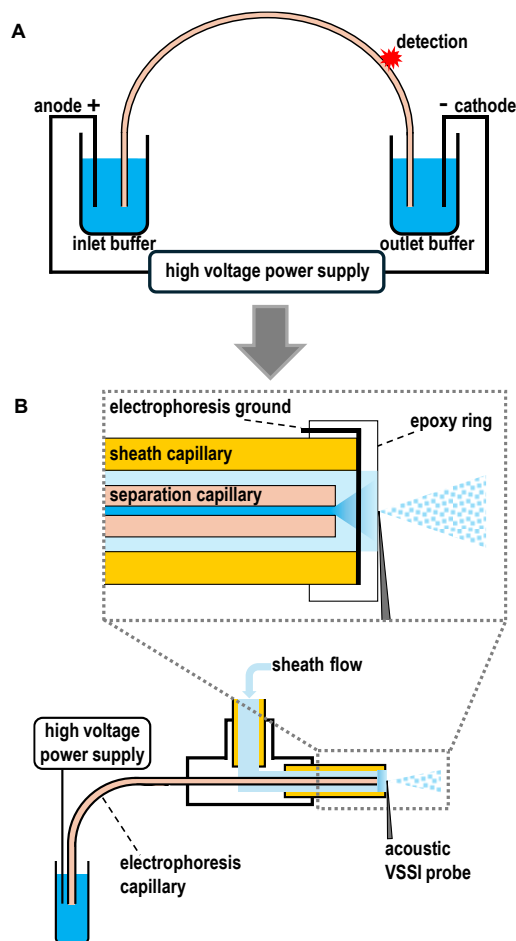 A
detection
anode +
- cathode
inlet buffer
outlet buffer
high voltage power supply
B
electrophoresis ground
epoxy ring
sheath capillary
separation capillary
sheath flow
high voltage
power supply
electrophoresis
capillary
acoustic
VSSI probe